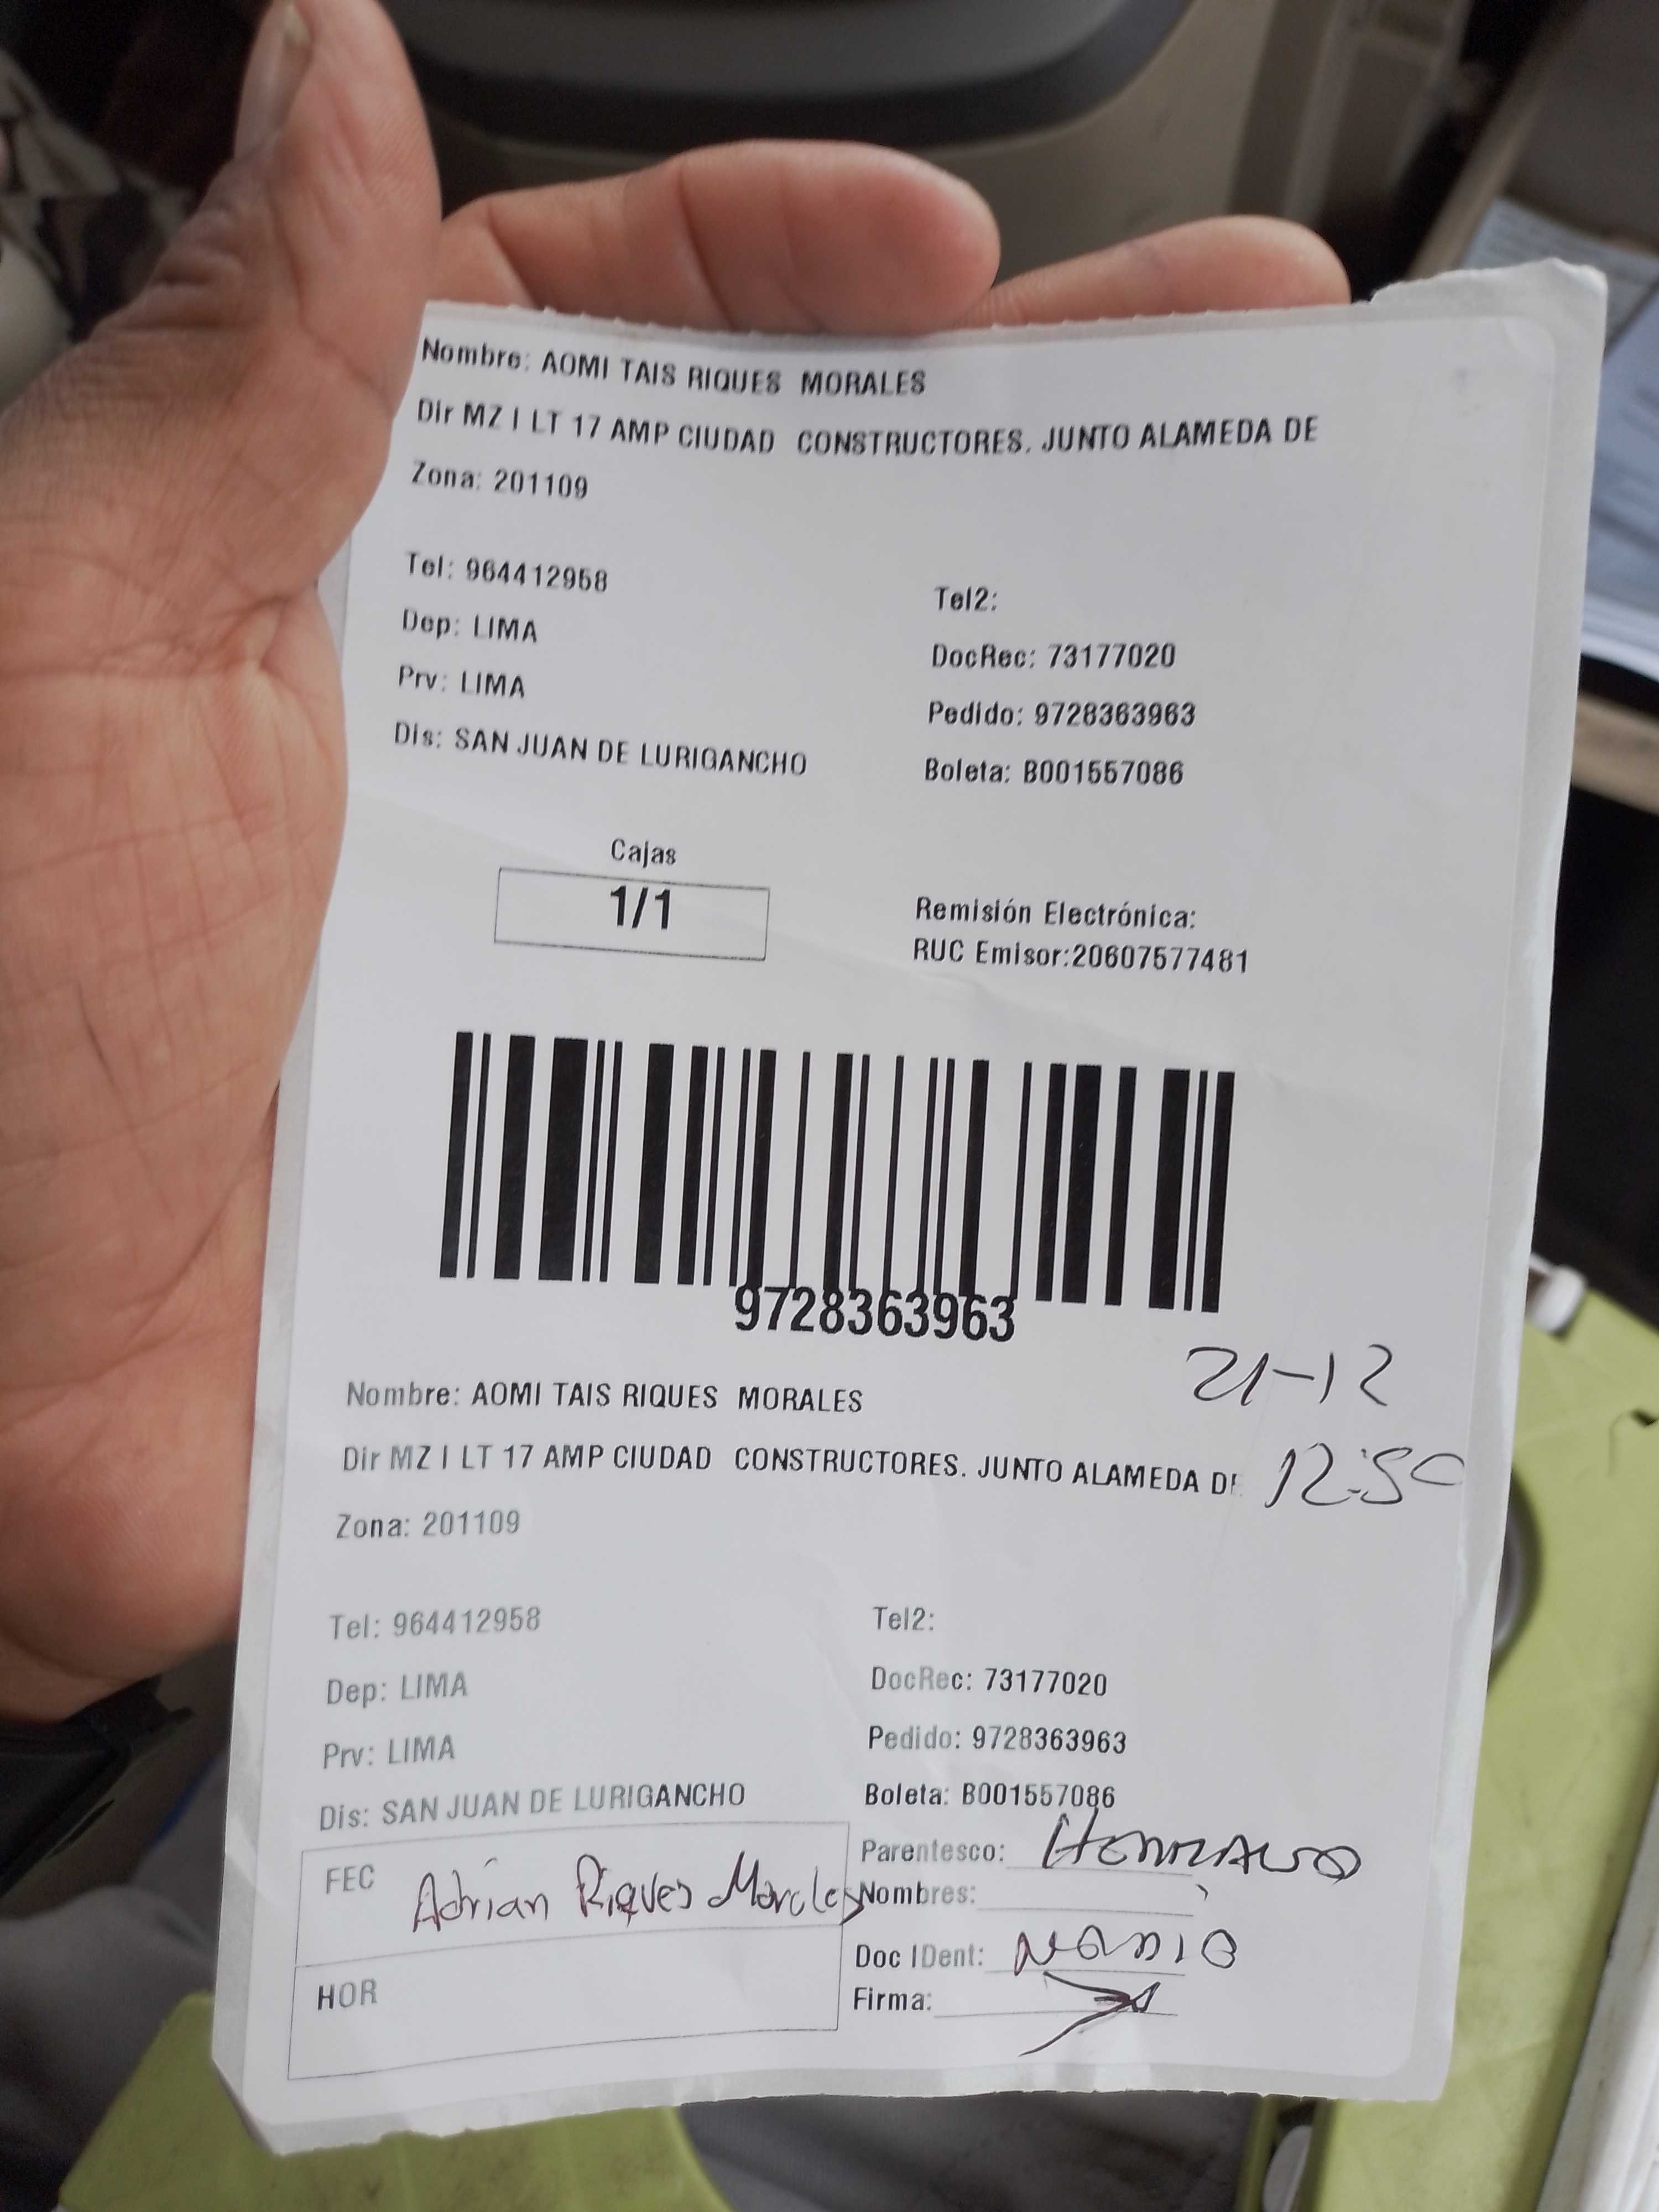 Nombre: AOMI TAIS RIQUES MORALES
Dir MZ I LT 17 AMP CIUDAD CONSTRUCTORES. JUNTO ALAMEDA DE
Zona: 201109
Tel: 964412958
Tel2:
Dep: LIMA
DocRec: 73177020
Prv: LIMA
Pedido: 9728363963
Dis: SAN JUAN DE LURIGANCHO
Boleta: B001557086
Cajas
1/1
Remisión Electrónica:
RUC Emisor:20607577481
9728363963
21-12
Nombre: AOMI TAIS RIQUES MORALES
Dir MZ I LT 17 AMP CIUDAD CONSTRUCTORES. JUNTO ALAMEDA DE
12:50
Zona: 201109
Tel: 964412958
Tel2:
Dep: LIMA
DocRec: 73177020
Prv: LIMA
Pedido: 9728363963
Dis: SAN JUAN DE LURIGANCHO
Boleta: B001557086
Parentesco:
FEC Adrian Riques Morales
Nombres:
Doc IDent:
HOR
Firma: